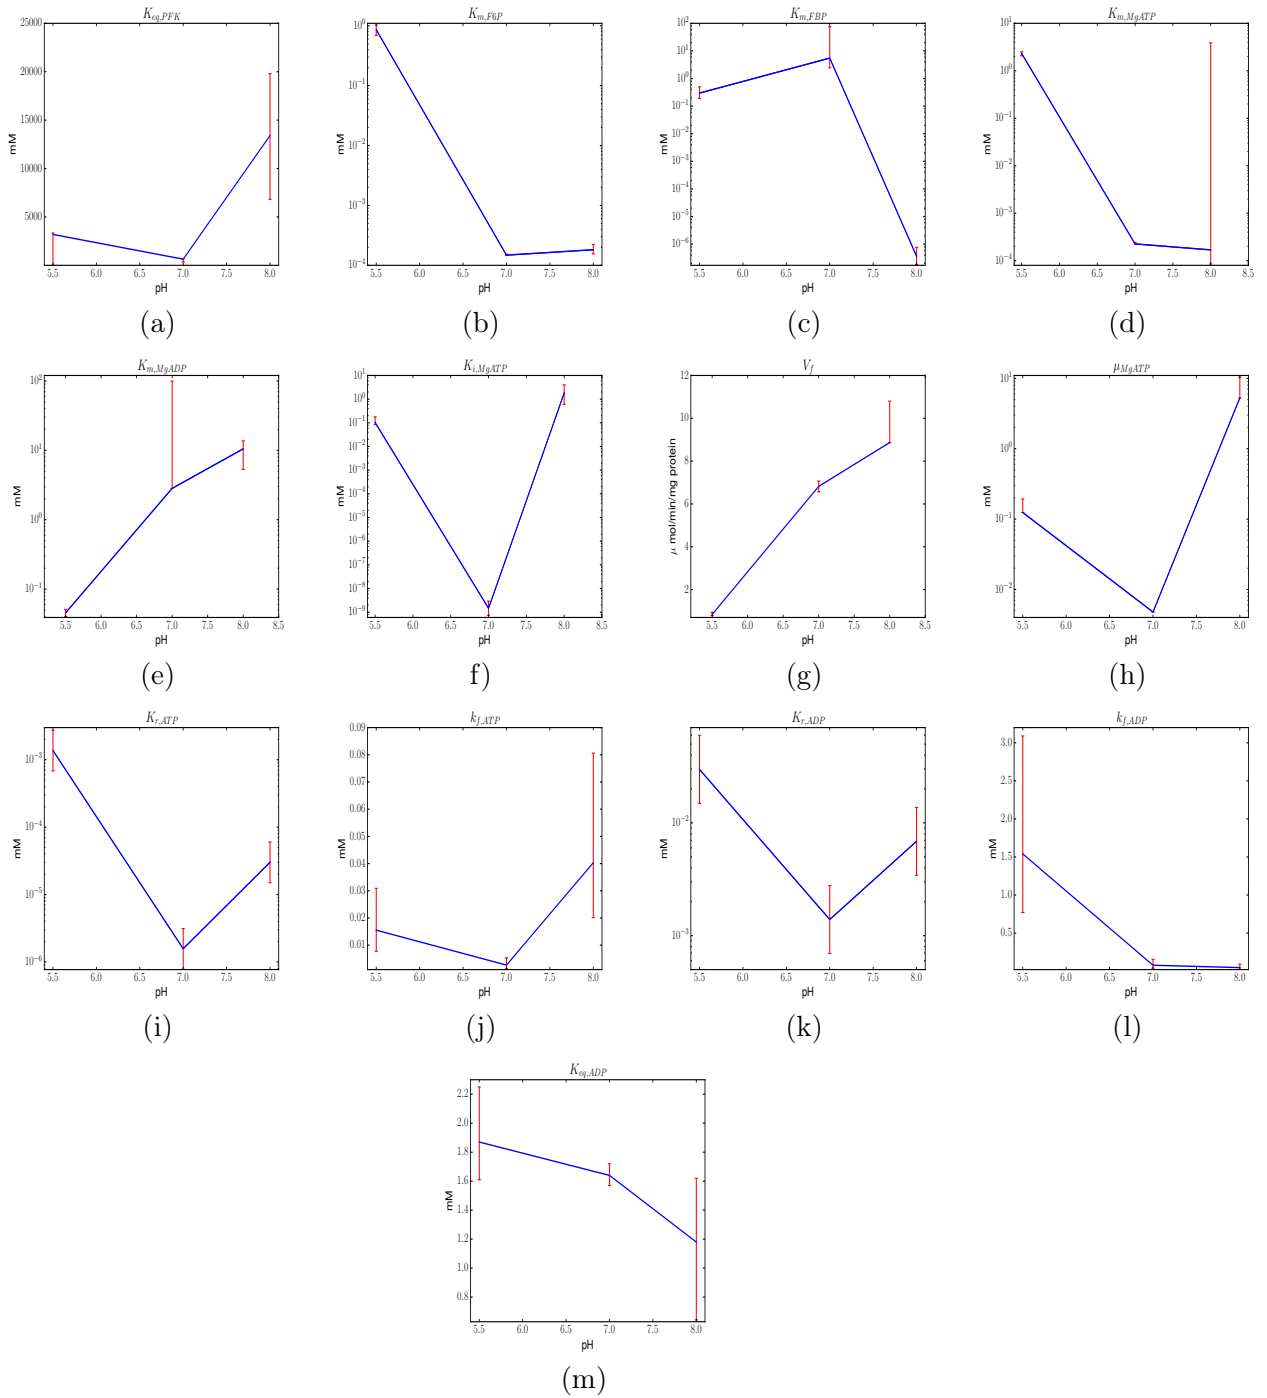 K_{eq,PFK}
25000
20000
15000
10000
5000
mM
5.5 6.0 6.5 7.0 7.5 8.0
pH
(a)
K_{m,F6P}
10^0
10^{-1}
10^{-2}
10^{-3}
10^{-4}
mM
5.5 6.0 6.5 7.0 7.5 8.0
pH
(b)
K_{m,FBP}
10^2
10^1
10^0
10^{-1}
10^{-2}
10^{-3}
10^{-4}
10^{-5}
10^{-6}
mM
5.5 6.0 6.5 7.0 7.5 8.0
pH
(c)
K_{m,MgATP}
10^1
10^0
10^{-1}
10^{-2}
10^{-3}
10^{-4}
mM
5.5 6.0 6.5 7.0 7.5 8.0 8.5
pH
(d)
K_{m,MgADP}
10^2
10^1
10^0
10^{-1}
mM
5.5 6.0 6.5 7.0 7.5 8.0 8.5
pH
(e)
K_{i,MgATP}
10^1
10^0
10^{-1}
10^{-2}
10^{-3}
10^{-4}
10^{-5}
10^{-6}
10^{-7}
10^{-8}
10^{-9}
mM
5.5 6.0 6.5 7.0 7.5 8.0 8.5
pH
f)
V_f
12
10
8
6
4
2
μ mol/min/mg protein
5.5 6.0 6.5 7.0 7.5 8.0 8.5
pH
(g)
μ_{MgATP}
10^1
10^0
10^{-1}
10^{-2}
mM
5.5 6.0 6.5 7.0 7.5 8.0
pH
(h)
K_{r,ATP}
10^{-3}
10^{-4}
10^{-5}
10^{-6}
mM
5.5 6.0 6.5 7.0 7.5 8.0
pH
(i)
k_{f,ATP}
0.09
0.08
0.07
0.06
0.05
0.04
0.03
0.02
0.01
mM
5.5 6.0 6.5 7.0 7.5 8.0
pH
(j)
K_{r,ADP}
10^{-2}
10^{-3}
mM
5.5 6.0 6.5 7.0 7.5 8.0
pH
(k)
k_{f,ADP}
3.0
2.5
2.0
1.5
1.0
0.5
mM
5.5 6.0 6.5 7.0 7.5 8.0
pH
(l)
K_{eq,ADP}
2.2
2.0
1.8
1.6
1.4
1.2
1.0
0.8
mM
5.5 6.0 6.5 7.0 7.5 8.0
pH
(m)